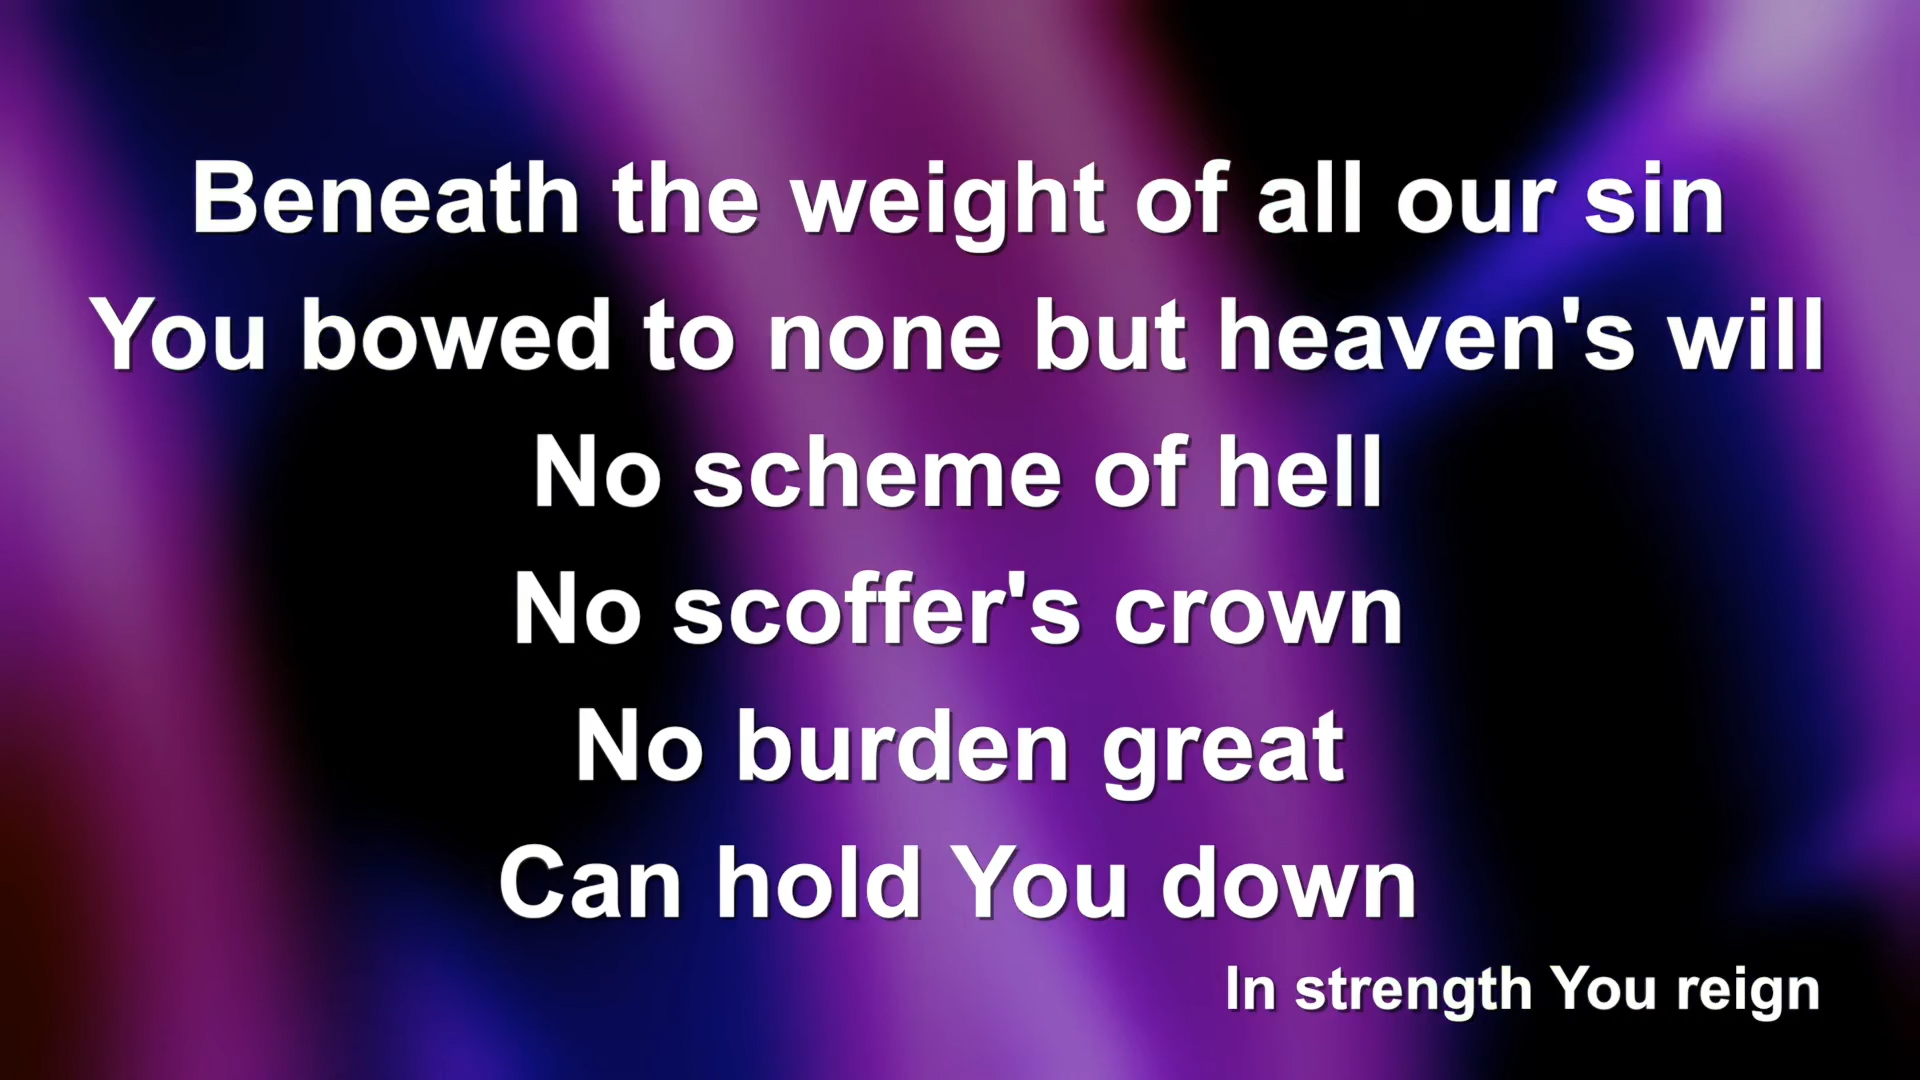 Beneath the weight of all our sin
You bowed to none but heaven's will
No scheme of hell
No scoffer's crown
No burden great
Can hold You down
In strength You reign